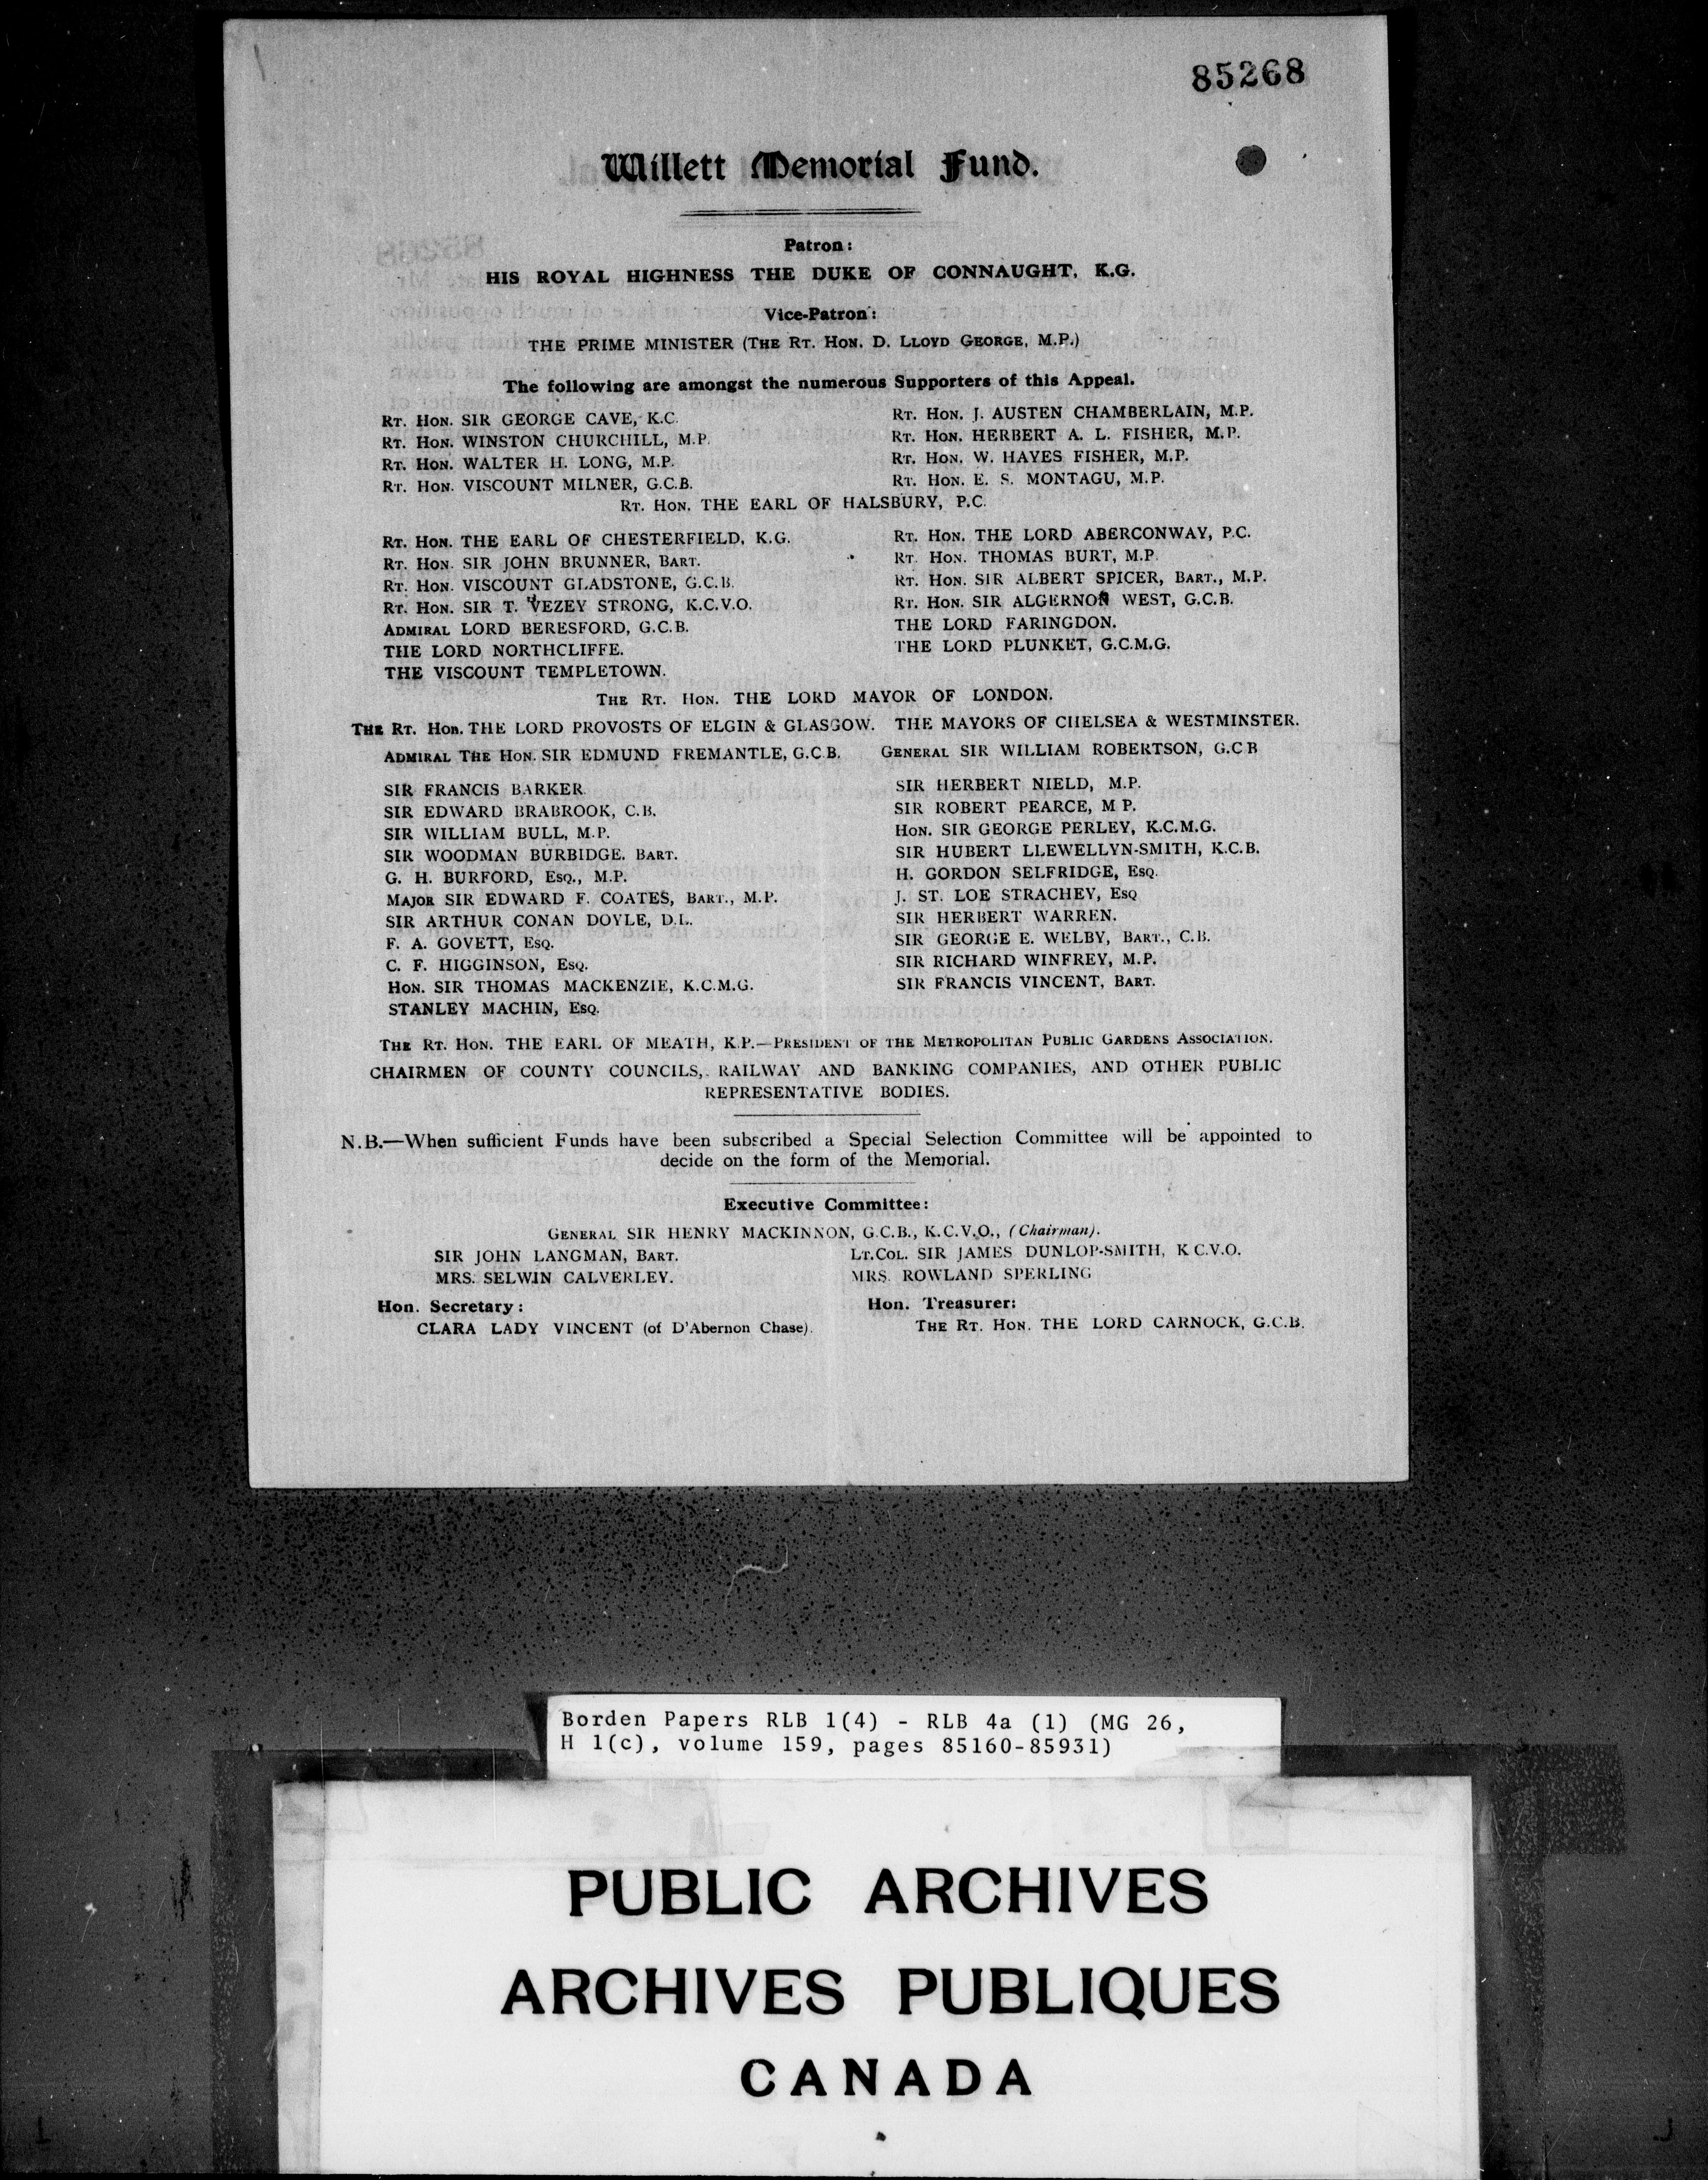 85268
Willett Memorial Fund.
Patron:
HIS ROYAL HIGHNESS THE DUKE OF CONNAUGHT, K.G.
Vice-Patron:
THE PRIME MINISTER (THE RT. HON. D. LLOYD GEORGE, M.P.)
The following are amongst the numerous Supporters of this Appeal.
RT. HON. SIR GEORGE CAVE, K.C.
RT. HON. WINSTON CHURCHILL, M.P.
RT. HON. WALTER H. LONG, M.P.
RT. HON. VISCOUNT MILNER, G.C.B.
RT. HON. J. AUSTEN CHAMBERLAIN, M.P.
RT. HON. HERBERT A. L. FISHER, M.P.
RT. HON. W. HAYES FISHER, M.P.
RT. HON. E. S. MONTAGU, M.P.
RT. HON. THE EARL OF HALSBURY, P.C.
RT. HON. THE EARL OF CHESTERFIELD, K.G.
RT. HON. SIR JOHN BRUNNER, BART.
RT. HON. VISCOUNT GLADSTONE, G.C.B.
RT. HON. SIR T. VEZEY STRONG, K.C.V.O.
ADMIRAL LORD BERESFORD, G.C.B.
THE LORD NORTHCLIFFE.
THE VISCOUNT TEMPLETOWN.
RT. HON. THE LORD ABERCONWAY, P.C.
RT. HON. THOMAS BURT, M.P.
RT. HON. SIR ALBERT SPICER, BART., M.P.
RT. HON. SIR ALGERNON WEST, G.C.B.
THE LORD FARINGDON.
THE LORD PLUNKET, G.C.M.G.
THE RT. HON. THE LORD MAYOR OF LONDON.
THE RT. HON. THE LORD PROVOSTS OF ELGIN & GLASGOW. THE MAYORS OF CHELSEA & WESTMINSTER.
ADMIRAL THE HON. SIR EDMUND FREMANTLE, G.C.B. GENERAL SIR WILLIAM ROBERTSON, G.C B
SIR FRANCIS BARKER.
SIR EDWARD BRABROOK, C.B.
SIR WILLIAM BULL, M.P.
SIR WOODMAN BURBIDGE. BART.
G. H. BURFORD, ESQ., M.P.
MAJOR SIR EDWARD F. COATES, BART., M.P.
SIR ARTHUR CONAN DOYLE, D.L.
F. A. GOVETT, ESQ.
C. F. HIGGINSON, ESQ.
HON. SIR THOMAS MACKENZIE, K.C.M.G.
STANLEY MACHIN, ESQ.
SIR HERBERT NIELD, M.P.
SIR ROBERT PEARCE, M P.
HON. SIR GEORGE PERLEY, K.C.M.G.
SIR HUBERT LLEWELLYN-SMITH, K.C.B.
H. GORDON SELFRIDGE, ESQ.
J. ST. LOE STRACHEY, ESQ
SIR HERBERT WARREN.
SIR GEORGE E. WELBY, BART., C.B.
SIR RICHARD WINFREY, M.P.
SIR FRANCIS VINCENT, BART.
THE RT. HON. THE EARL OF MEATH, K.P.—PRESIDENT OF THE METROPOLITAN PUBLIC GARDENS ASSOCIATION.
CHAIRMEN OF COUNTY COUNCILS, RAILWAY AND BANKING COMPANIES, AND OTHER PUBLIC
REPRESENTATIVE BODIES.
N.B.—When sufficient Funds have been subscribed a Special Selection Committee will be appointed to
decide on the form of the Memorial.
Executive Committee:
GENERAL SIR HENRY MACKINNON, G.C.B., K.C.V.O., (Chairman).
SIR JOHN LANGMAN, BART.
LT.COL. SIR JAMES DUNLOP-SMITH, K C.V.O.
MRS. SELWIN CALVERLEY.
MRS. ROWLAND SPERLING
Hon. Secretary:
CLARA LADY VINCENT (of D'Abernon Chase).
Hon. Treasurer:
THE RT. HON. THE LORD CARNOCK, G.C.B.
Borden Papers RLB 1(4) - RLB 4a (1) (MG 26,
H 1(c), volume 159, pages 85160-85931)
PUBLIC ARCHIVES
ARCHIVES PUBLIQUES
CANADA